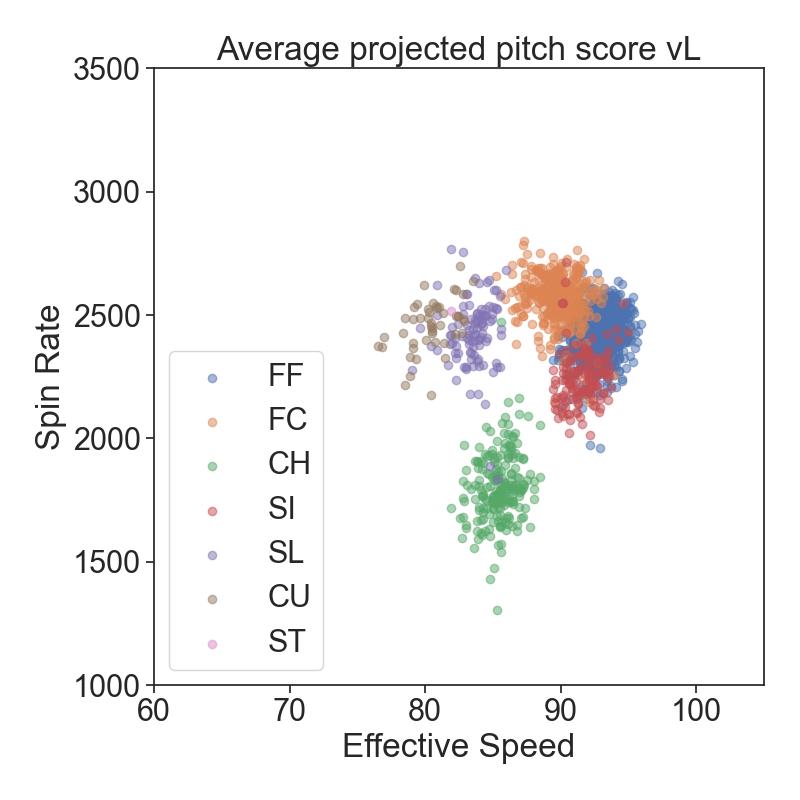 Average projected pitch score vL
3500
3000
2500
2000
1500
1000
Spin Rate
FF
FC
CH
SI
SL
CU
ST
60
70
80
90
100
Effective Speed